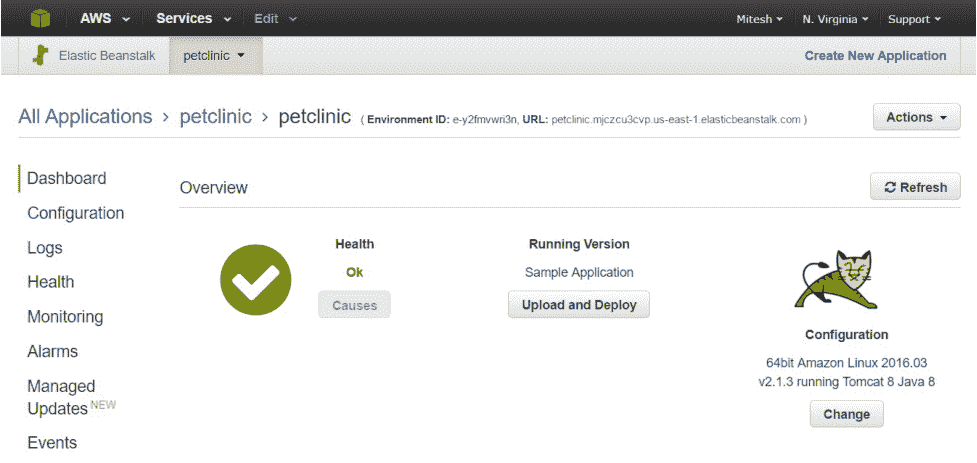 AWS Services Edit Mitesh N. Virginia Support
Elastic Beanstalk petclinic Create New Application
All Applications > petclinic > petclinic ( Environment ID: e-y2fmvwri3n, URL: petclinic.mjczcu3cvp.us-east-1.elasticbeanstalk.com ) Actions
Dashboard
Configuration
Logs
Health
Monitoring
Alarms
Managed
Updates NEW
Events
Overview
Refresh
Health
Ok
Causes
Running Version
Sample Application
Upload and Deploy
Configuration
64bit Amazon Linux 2016.03
v2.1.3 running Tomcat 8 Java 8
Change